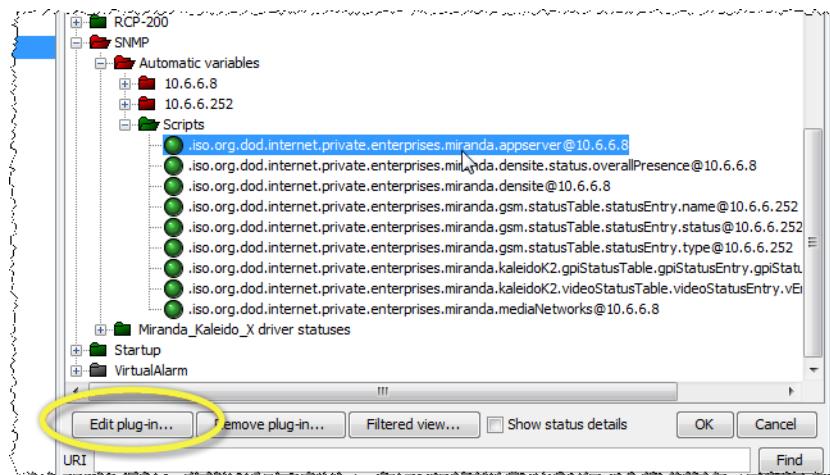 RCP-200
SNMP
Automatic variables
10.6.6.8
10.6.6.252
Scripts
.iso.org.dod.internet.private.enterprises.miranda.appserver@10.6.6.8
.iso.org.dod.internet.private.enterprises.miranda.densite.status.overallPresence@10.6.6.8
.iso.org.dod.internet.private.enterprises.miranda.densite@10.6.6.8
.iso.org.dod.internet.private.enterprises.miranda.gsm.statusTable.statusEntry.name@10.6.6.252
.iso.org.dod.internet.private.enterprises.miranda.gsm.statusTable.statusEntry.status@10.6.6.252
.iso.org.dod.internet.private.enterprises.miranda.gsm.statusTable.statusEntry.type@10.6.6.252
.iso.org.dod.internet.private.enterprises.miranda.kaleidoK2.gpiStatusTable.gpiStatusEntry.gpiStatu
.iso.org.dod.internet.private.enterprises.miranda.kaleidoK2.videoStatusTable.videoStatusEntry.vEr
.iso.org.dod.internet.private.enterprises.miranda.mediaNetworks@10.6.6.8
Miranda_Kaleido_X driver statuses
Startup
VirtualAlarm
Edit plug-in... Remove plug-in... Filtered view... Show status details OK Cancel
URI Find